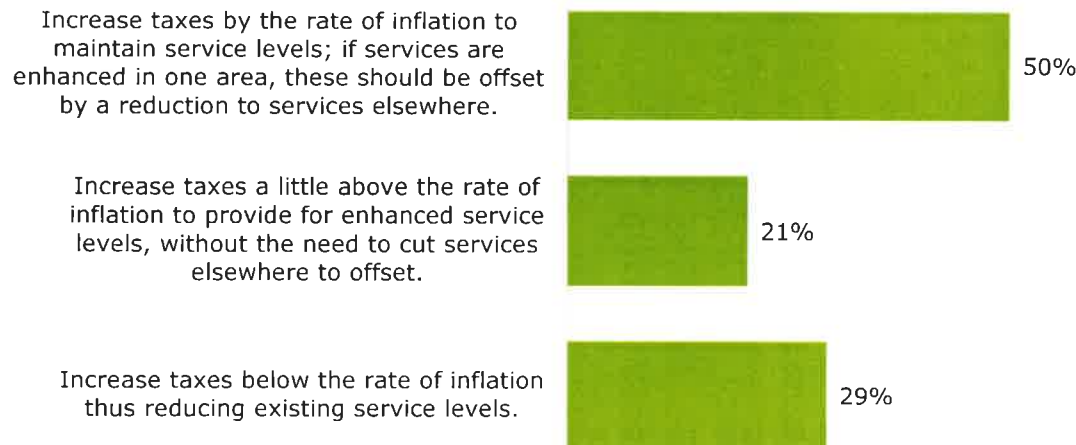 Increase taxes by the rate of inflation to
maintain service levels; if services are
enhanced in one area, these should be offset
by a reduction to services elsewhere.
50%
Increase taxes a little above the rate of
inflation to provide for enhanced service
levels, without the need to cut services
elsewhere to offset.
21%
Increase taxes below the rate of inflation
thus reducing existing service levels.
29%